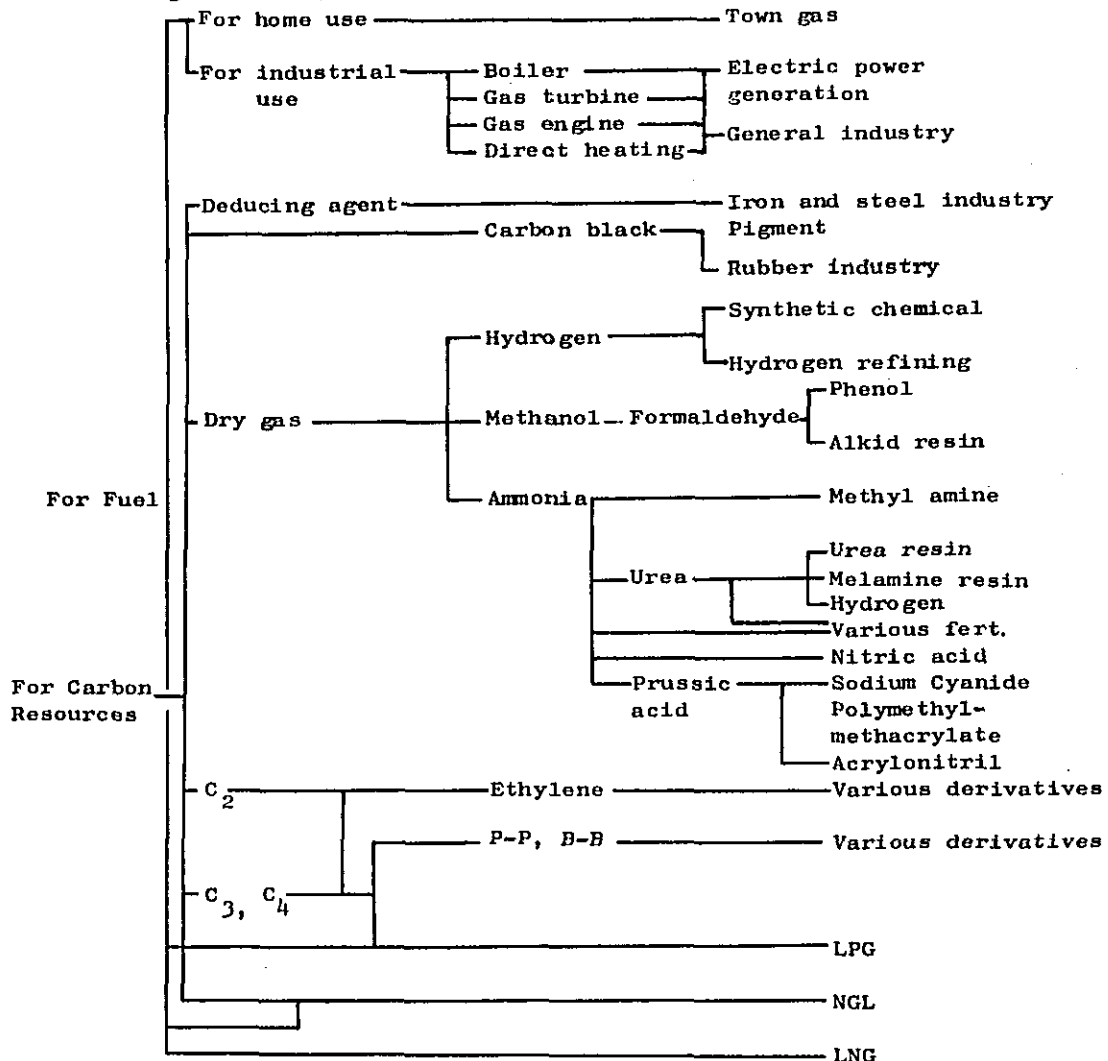 For home use Town gas
For industrial Boiler Electric power
use Gas turbine generation
Gas engine General industry
Direct heating
Deducing agent Iron and steel industry
Carbon black Pigment
Rubber industry
Synthetic chemical
Hydrogen
Hydrogen refining
Phenol
Dry gas Methanol Formaldehyde
Alkid resin
For Fuel Ammonia Methyl amine
Urea resin
Urea Melamine resin
Hydrogen
Various fert.
Nitric acid
For Carbon Prussic Sodium Cyanide
Resources acid Polymethyl-
methacrylate
Acrylonitril
C2 Ethylene Various derivatives
P-P, B-B Various derivatives
C3, C4
LPG
NGL
LNG